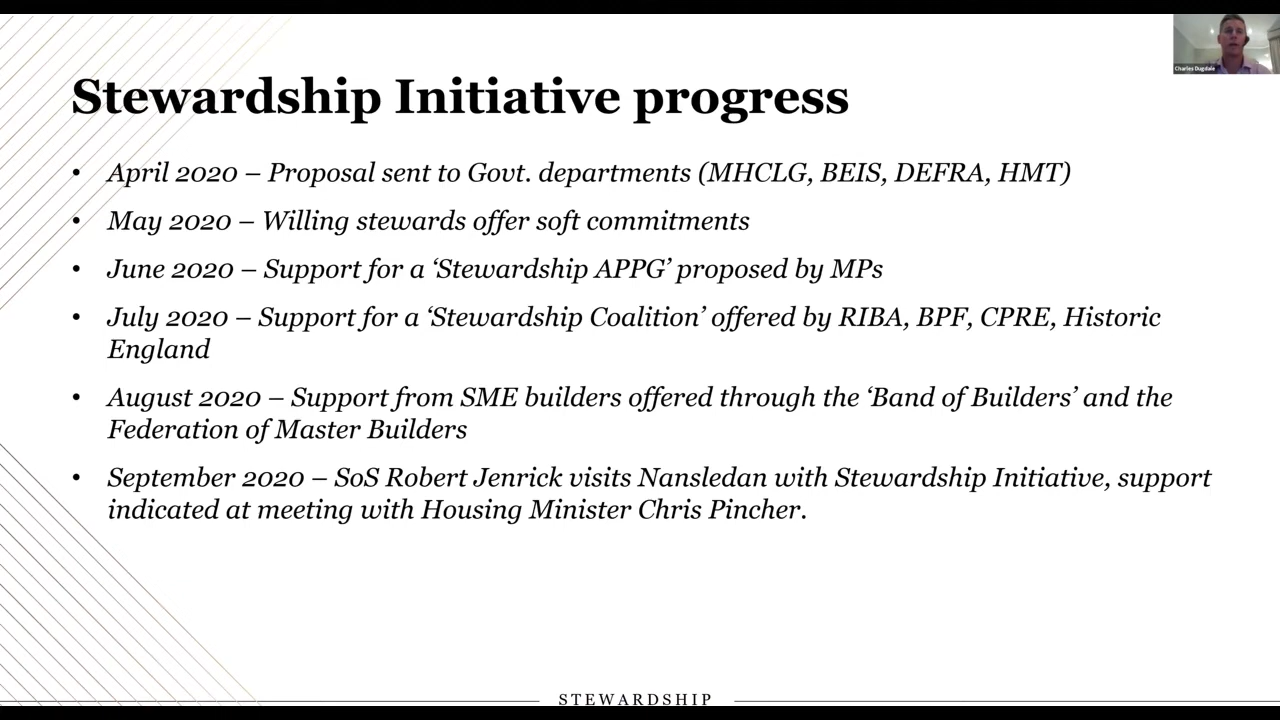 Charles Dugdale
Stewardship Initiative progress
• April 2020 – Proposal sent to Govt. departments (MHCLG, BEIS, DEFRA, HMT)
• May 2020 – Willing stewards offer soft commitments
• June 2020 – Support for a ‘Stewardship APPG’ proposed by MPs
• July 2020 – Support for a ‘Stewardship Coalition’ offered by RIBA, BPF, CPRE, Historic
England
• August 2020 – Support from SME builders offered through the ‘Band of Builders’ and the
Federation of Master Builders
• September 2020 – SoS Robert Jenrick visits Nansledan with Stewardship Initiative, support
indicated at meeting with Housing Minister Chris Pincher.
STEWARDSHIP